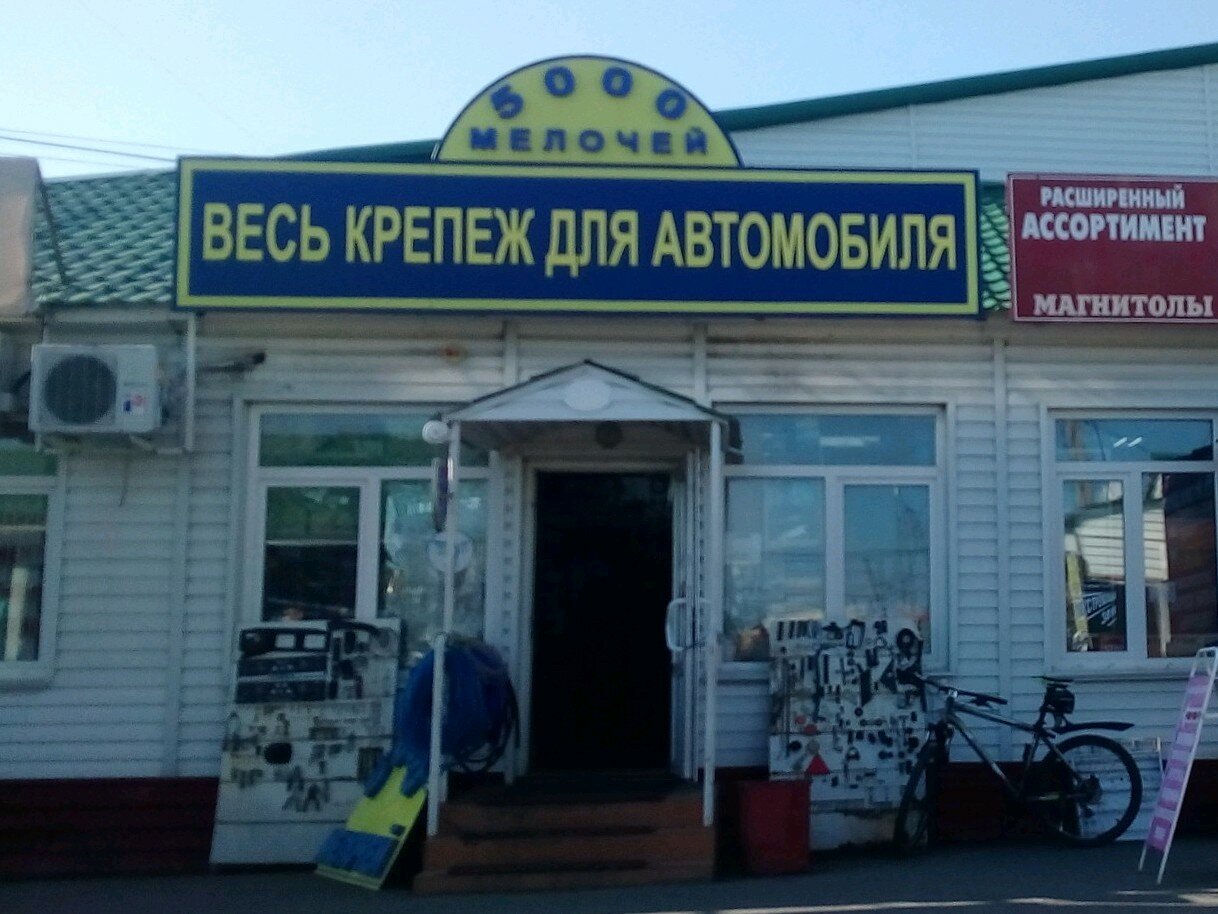 5000
МЕЛОЧЕЙ
ВЕСЬ КРЕПЕЖ ДЛЯ АВТОМОБИЛЯ
РАСШИРЕННЫЙ
АССОРТИМЕНТ
МАГНИТОЛЫ